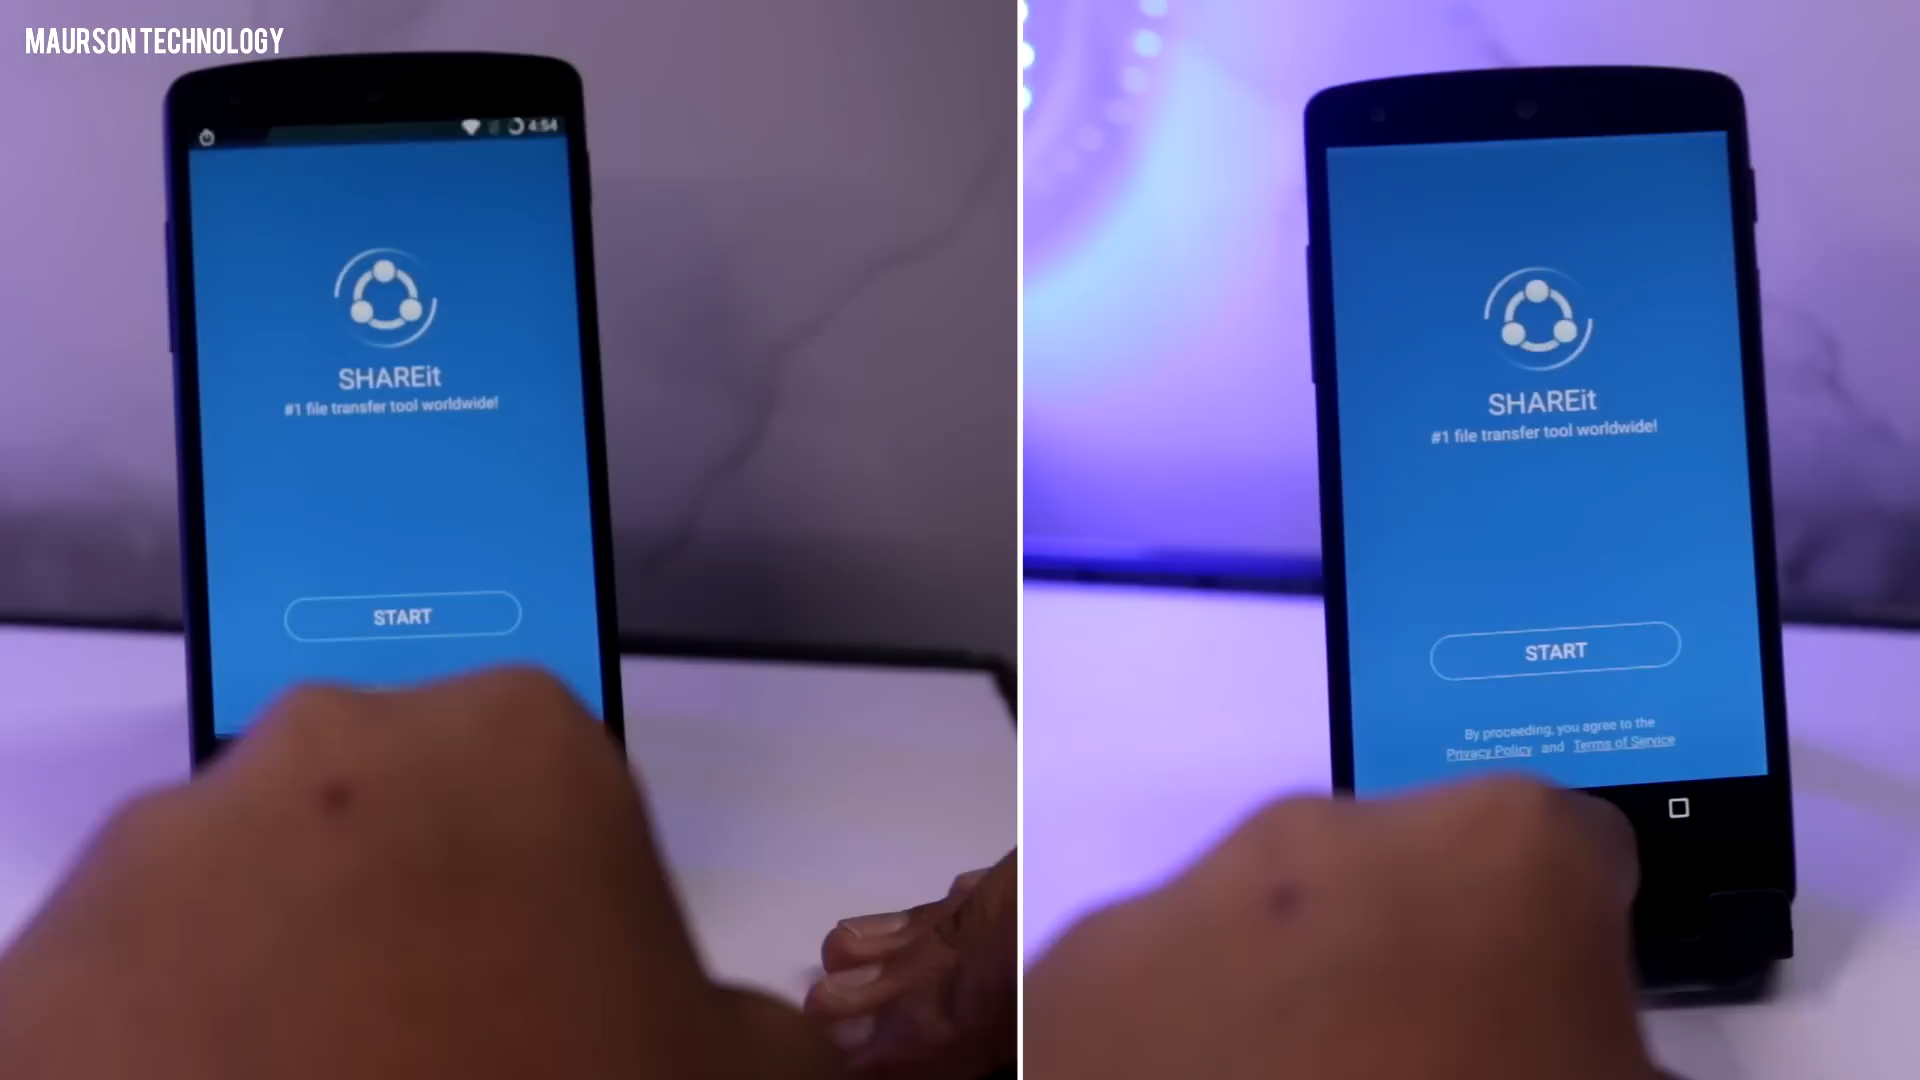 MAURSON TECHNOLOGY
4:54
SHAREit
#1 file transfer tool worldwide!
START
SHAREit
#1 file transfer tool worldwide!
START
By proceeding, you agree to the
Privacy Policy and Terms of Service